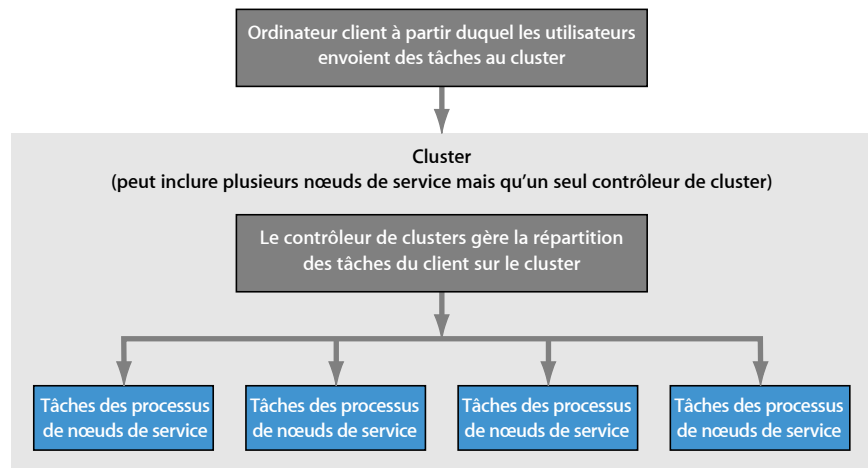 Ordinateur client à partir duquel les utilisateurs
envoient des tâches au cluster
Cluster
(peut inclure plusieurs nœuds de service mais qu’un seul contrôleur de cluster)
Le contrôleur de clusters gère la répartition
des tâches du client sur le cluster
Tâches des processus
de nœuds de service
Tâches des processus
de nœuds de service
Tâches des processus
de nœuds de service
Tâches des processus
de nœuds de service